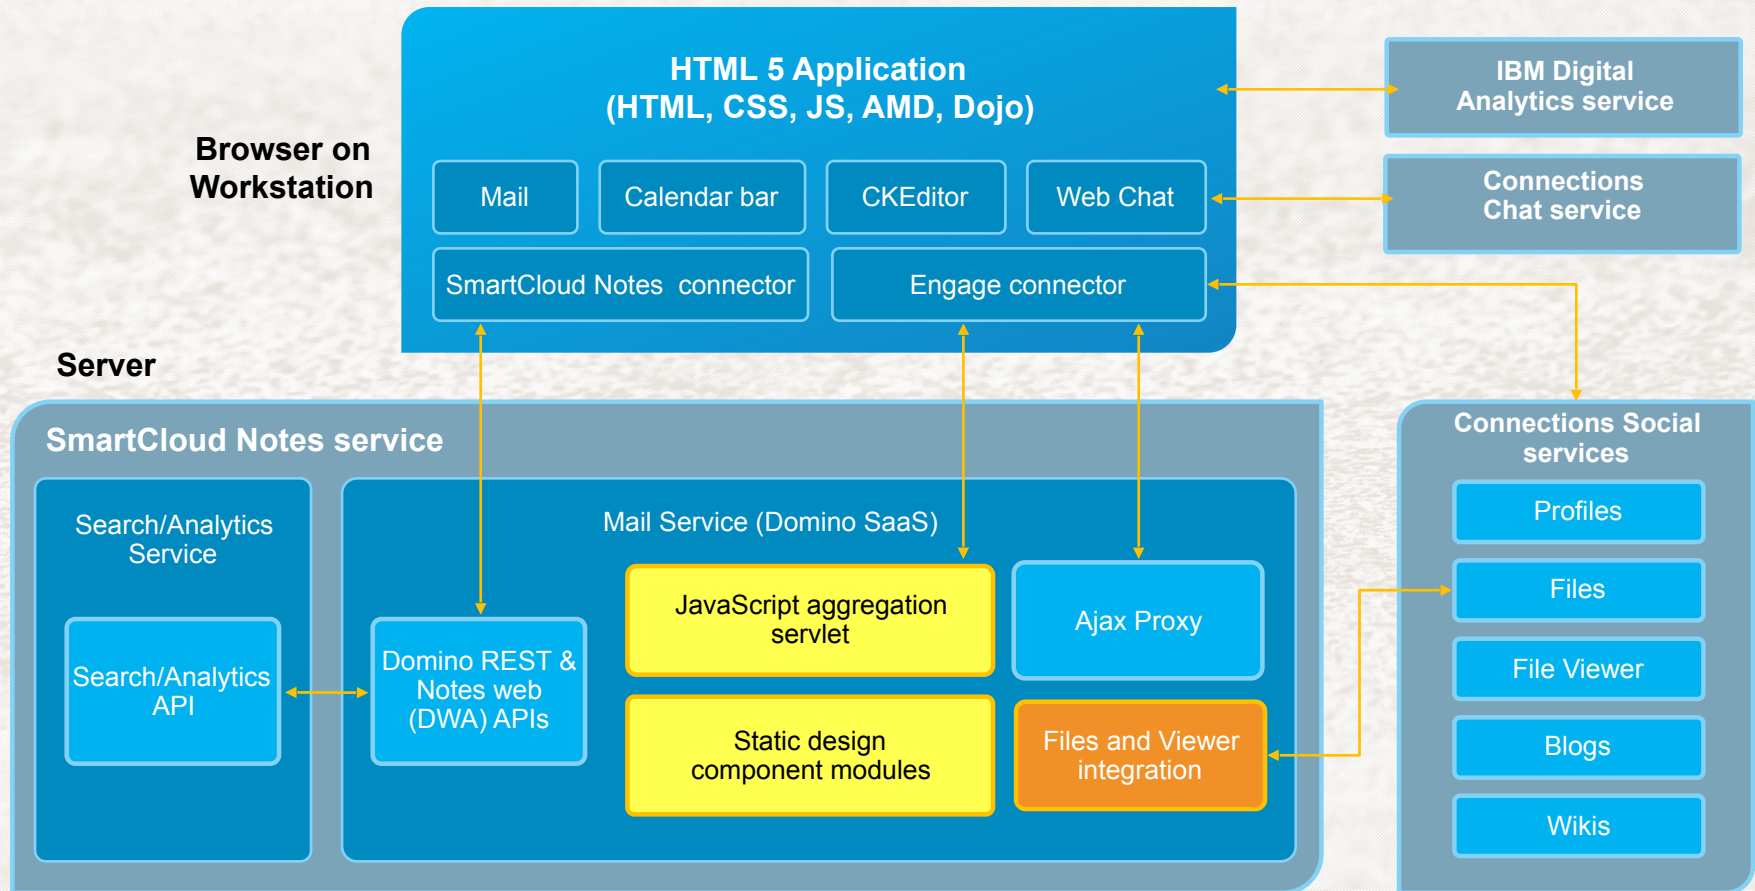 HTML 5 Application
(HTML, CSS, JS, AMD, Dojo)
IBM Digital
Analytics service
Browser on
Workstation
Mail
Calendar bar
CKEditor
Web Chat
Connections
Chat service
SmartCloud Notes connector
Engage connector
Server
SmartCloud Notes service
Search/Analytics
Service
Search/Analytics
API
Mail Service (Domino SaaS)
Domino REST &
Notes web
(DWA) APIs
JavaScript aggregation
servlet
Ajax Proxy
Static design
component modules
Files and Viewer
integration
Connections Social
services
Profiles
Files
File Viewer
Blogs
Wikis